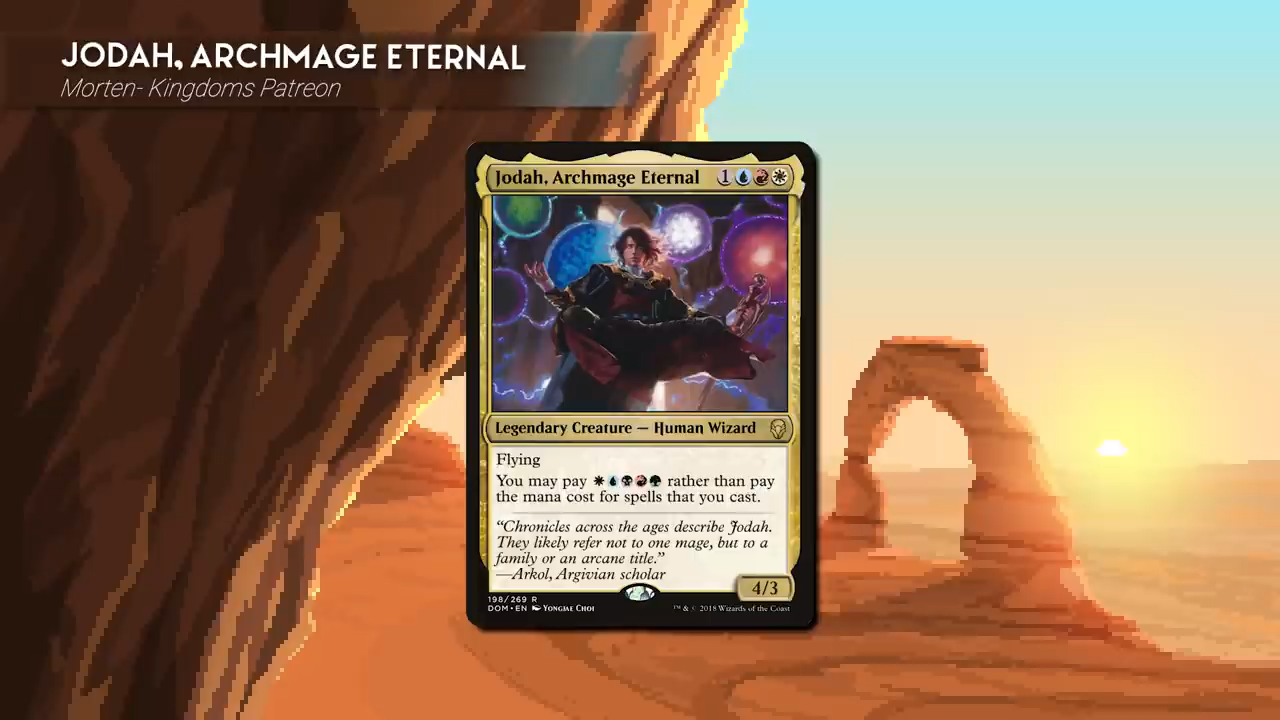 JODAH, ARCHMAGE ETERNAL
Morten- Kingdoms Patreon
Jodah, Archmage Eternal 1
Legendary Creature — Human Wizard
Flying
You may pay rather than pay
the mana cost for spells that you cast.
“Chronicles across the ages describe Jodah.
They likely refer not to one mage, but to a
family or an arcane title.”
—Arkol, Argivian scholar
4/3
198/269 R
DOM • EN Yongjae Choi
™ & © 2018 Wizards of the Coast